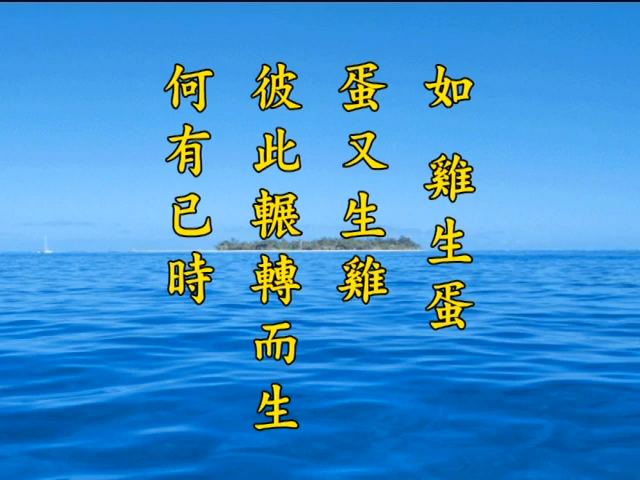 如 雞生蛋
蛋又生雞
彼此輾轉而生
何有已時